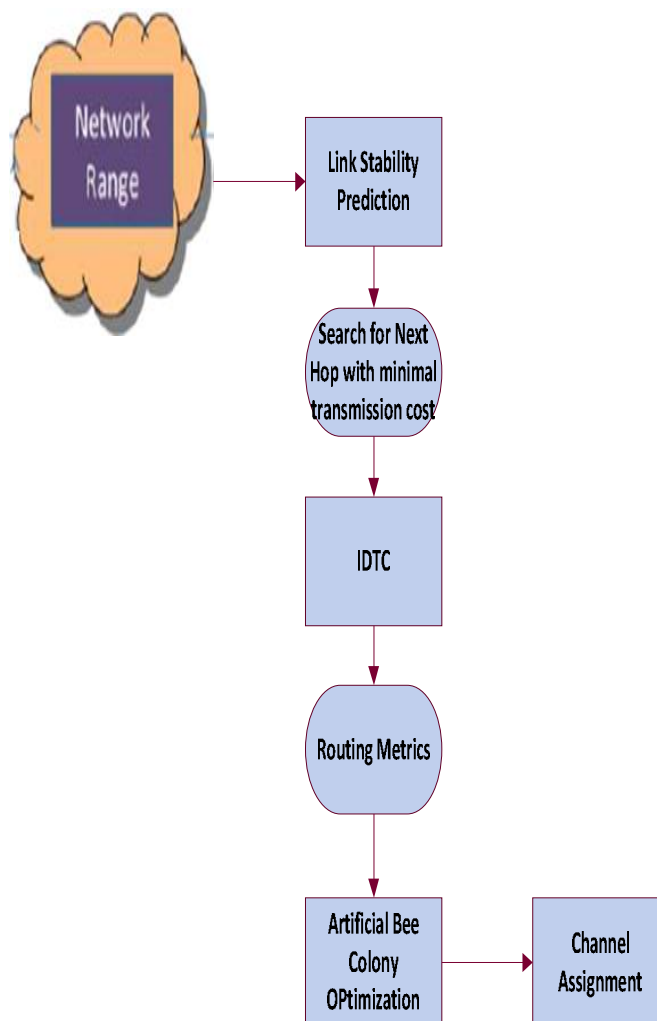 Network
Range
Link Stability
Prediction
Search for Next
Hop with minimal
transmission cost
IDTC
Routing Metrics
Artificial Bee
Colony
OPtimization
Channel
Assignment